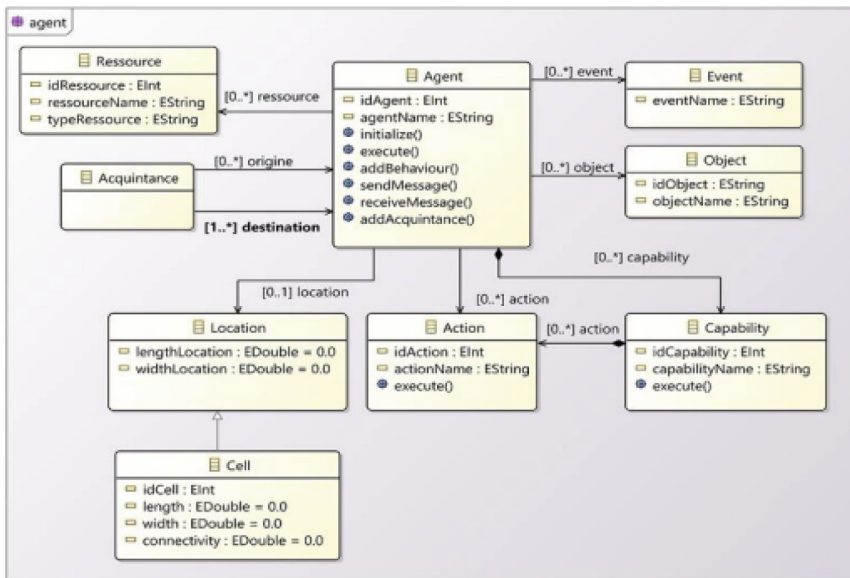 agent
Ressource
idRessource : EInt
ressourceName : EString
typeRessource : EString
[0..*] ressource
Agent
idAgent : EInt
agentName : EString
initialize()
execute()
addBehaviour()
sendMessage()
receiveMessage()
addAcquintance()
[0..*] event
Event
eventName : EString
Acquintance
[0..*] origine
[1..*] destination
[0..*] object
Object
idObject : EString
objectName : EString
[0..1] location
[0..*] action
[0..*] capability
Location
lengthLocation : EDouble = 0.0
widthLocation : EDouble = 0.0
Action
idAction : EInt
actionName : EString
execute()
[0..*] action
Capability
idCapability : EInt
capabilityName : EString
execute()
Cell
idCell : EInt
length : EDouble = 0.0
width : EDouble = 0.0
connectivity : EDouble = 0.0